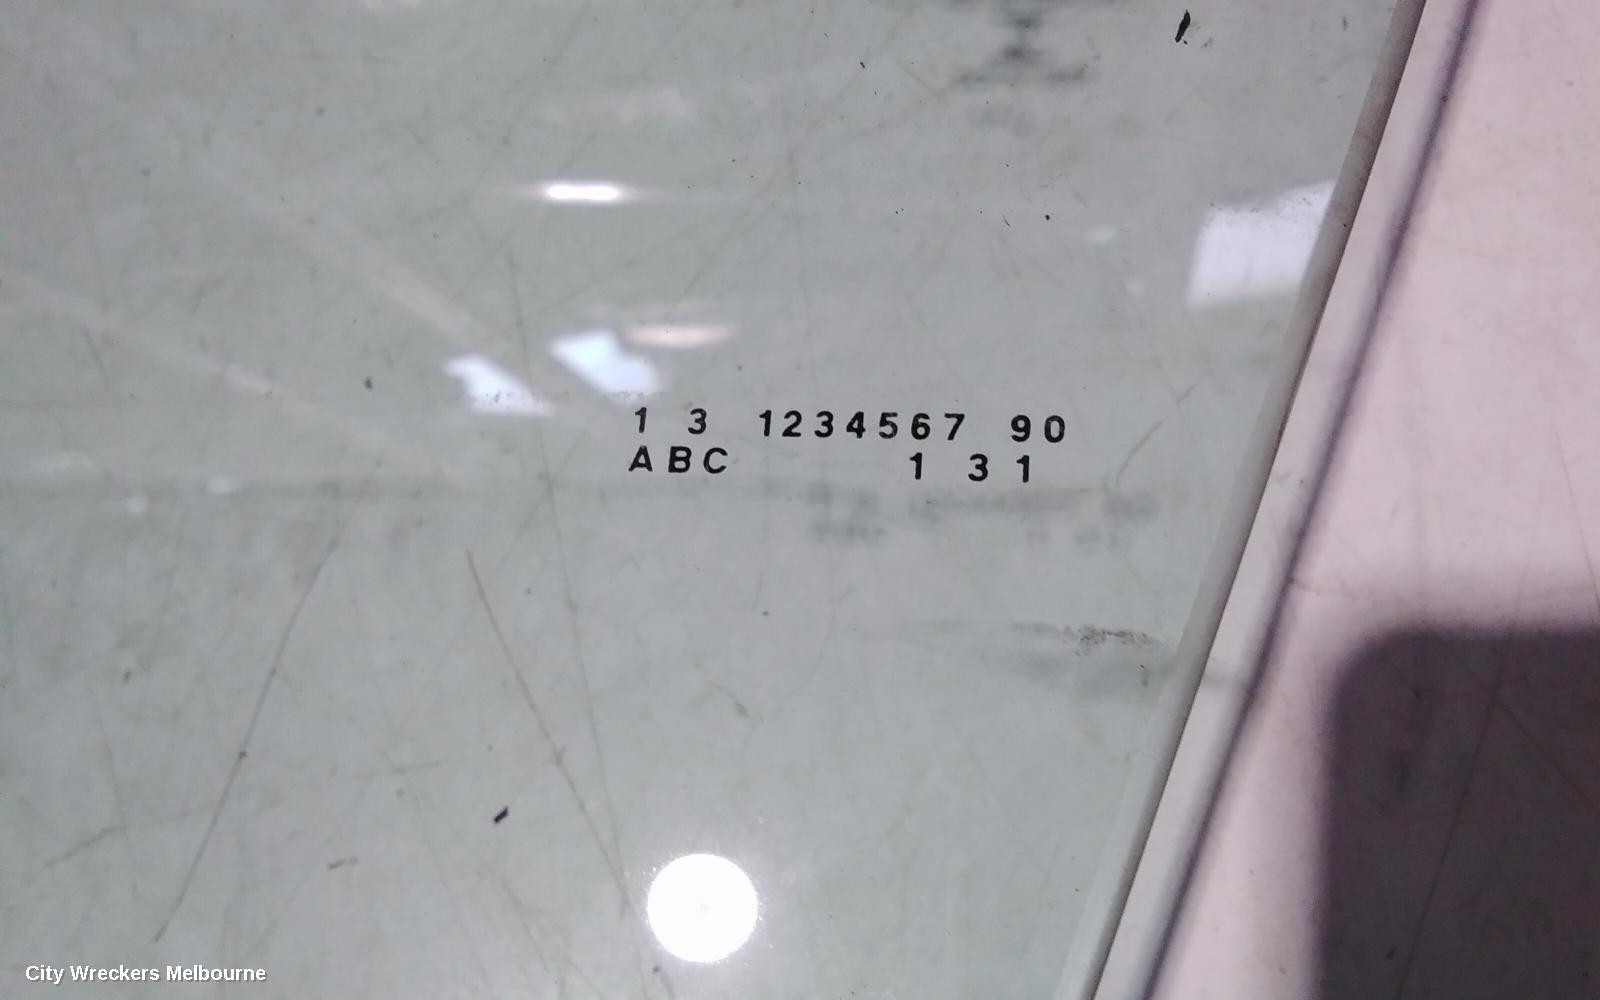 1 3 1234567 90
ABC 1 3 1
City Wreckers Melbourne